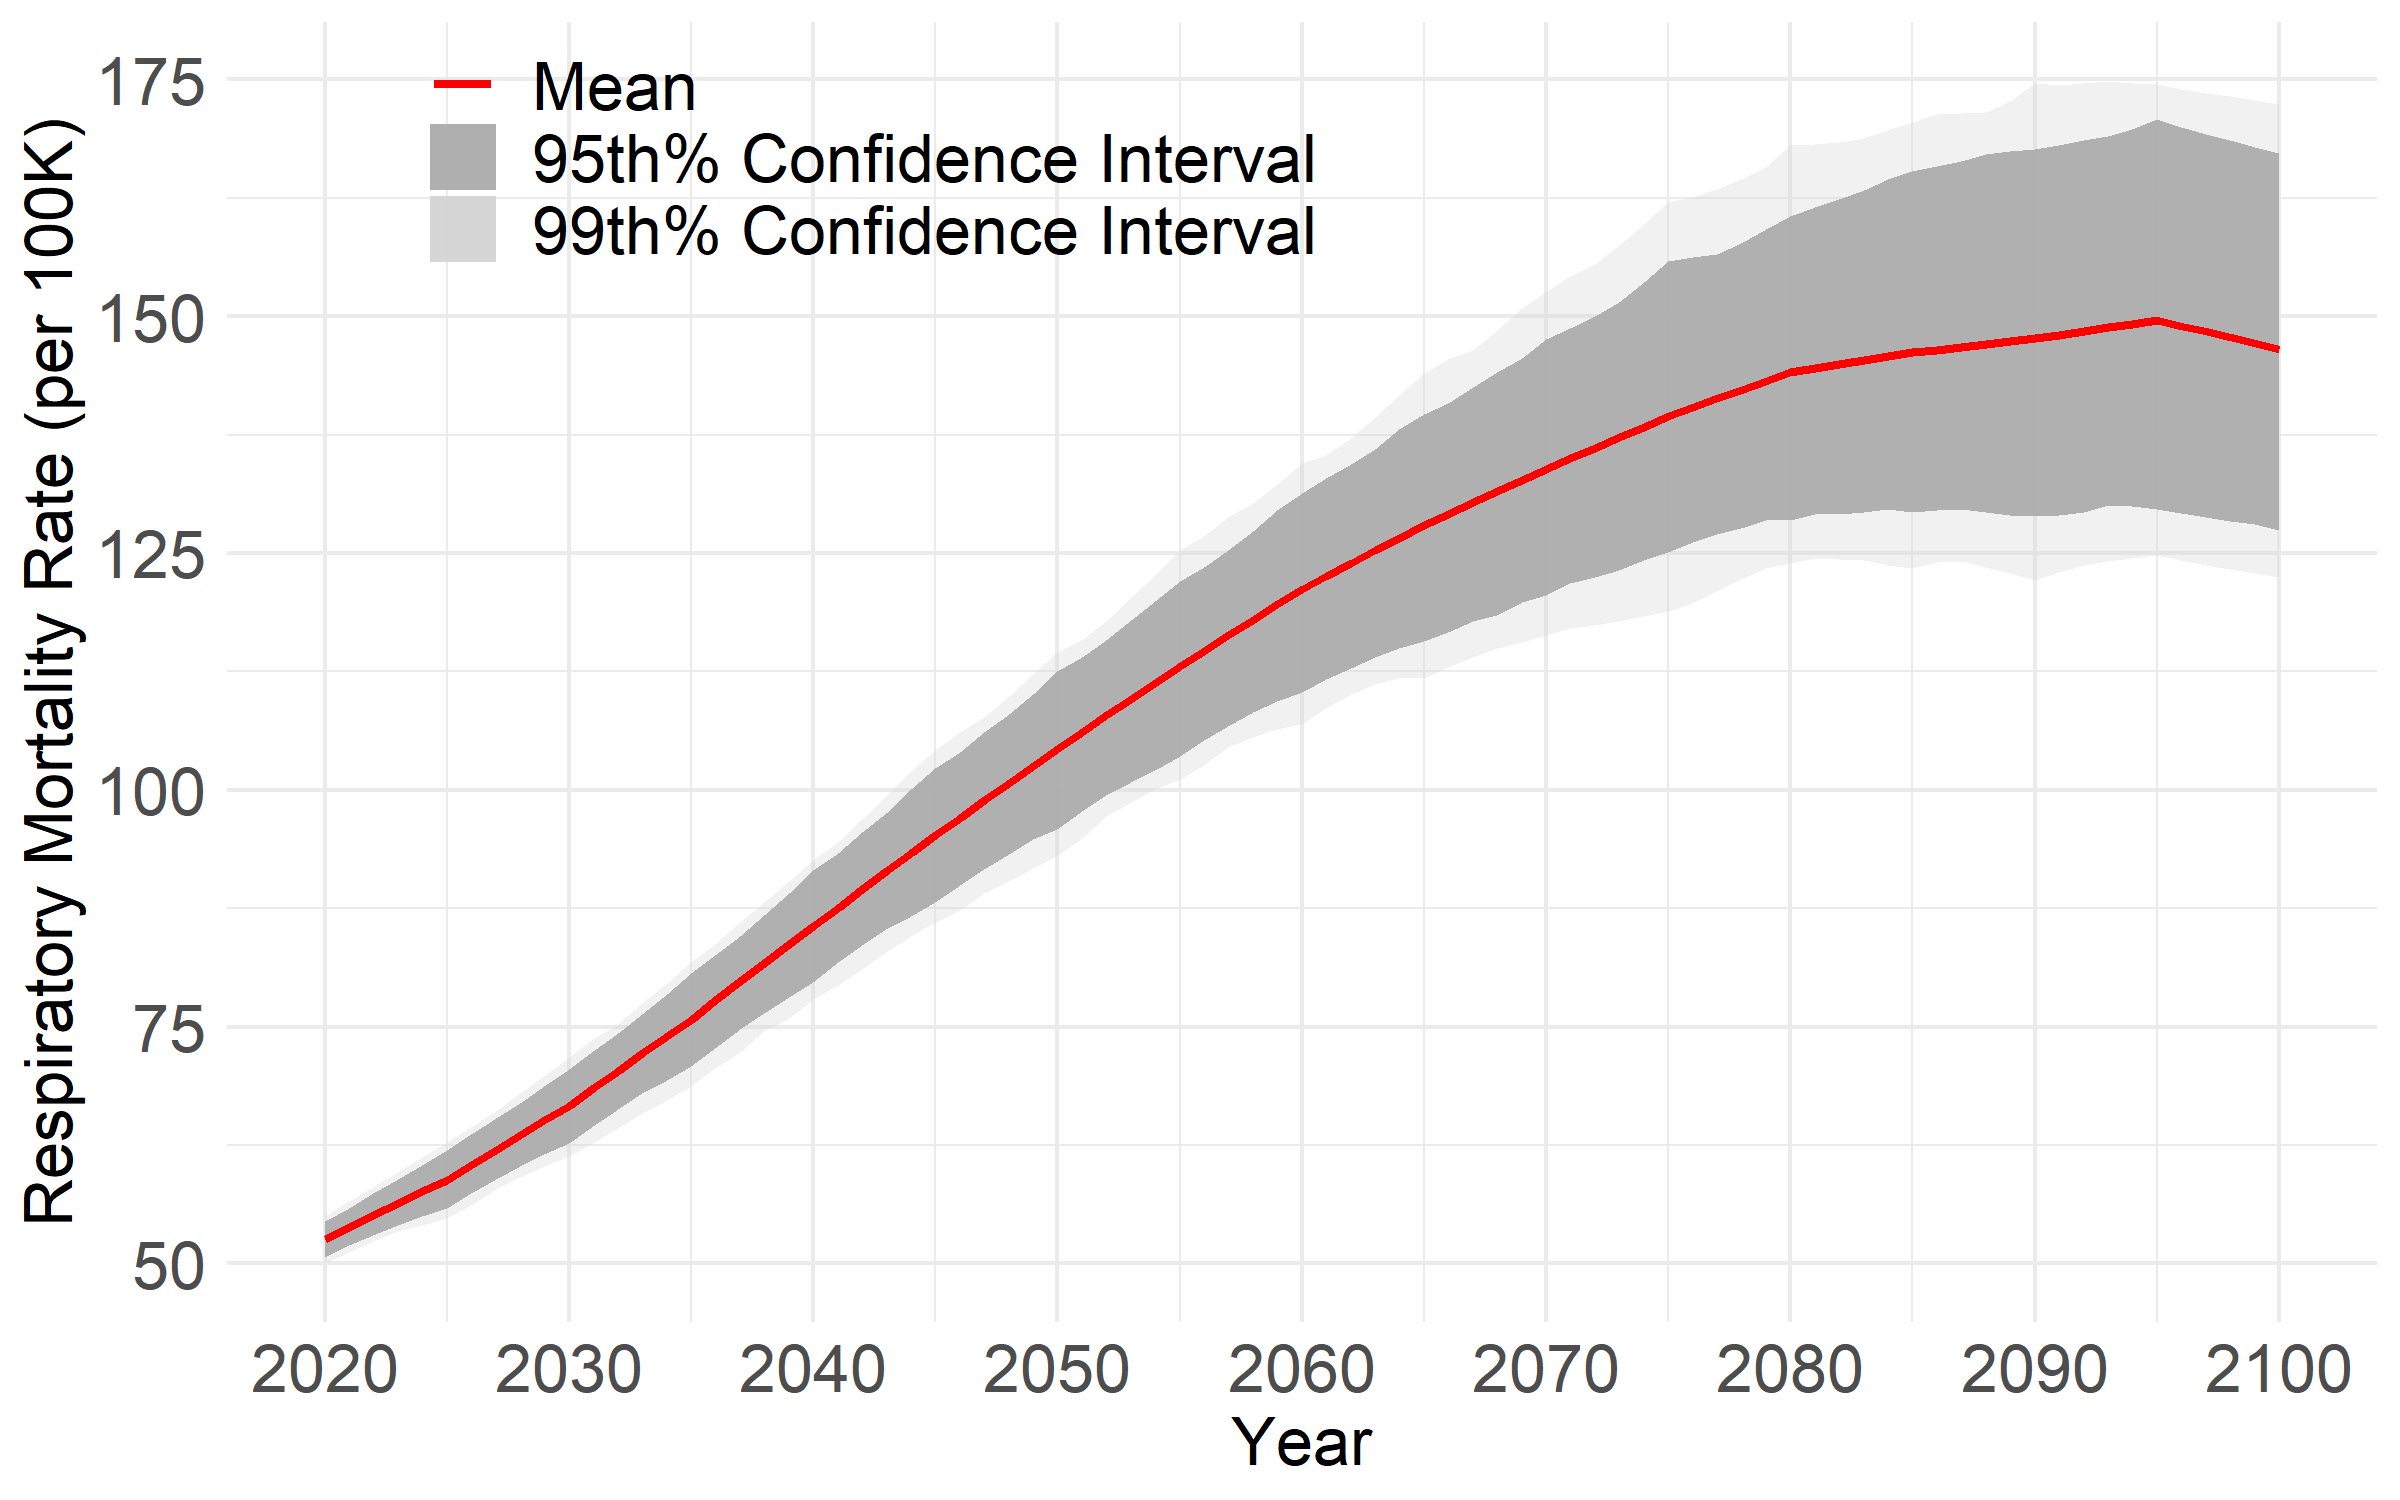 Respiratory Mortality Rate (per 100K)
175
150
125
100
75
50
Mean
95th% Confidence Interval
99th% Confidence Interval
2020 2030 2040 2050 2060 2070 2080 2090 2100
Year